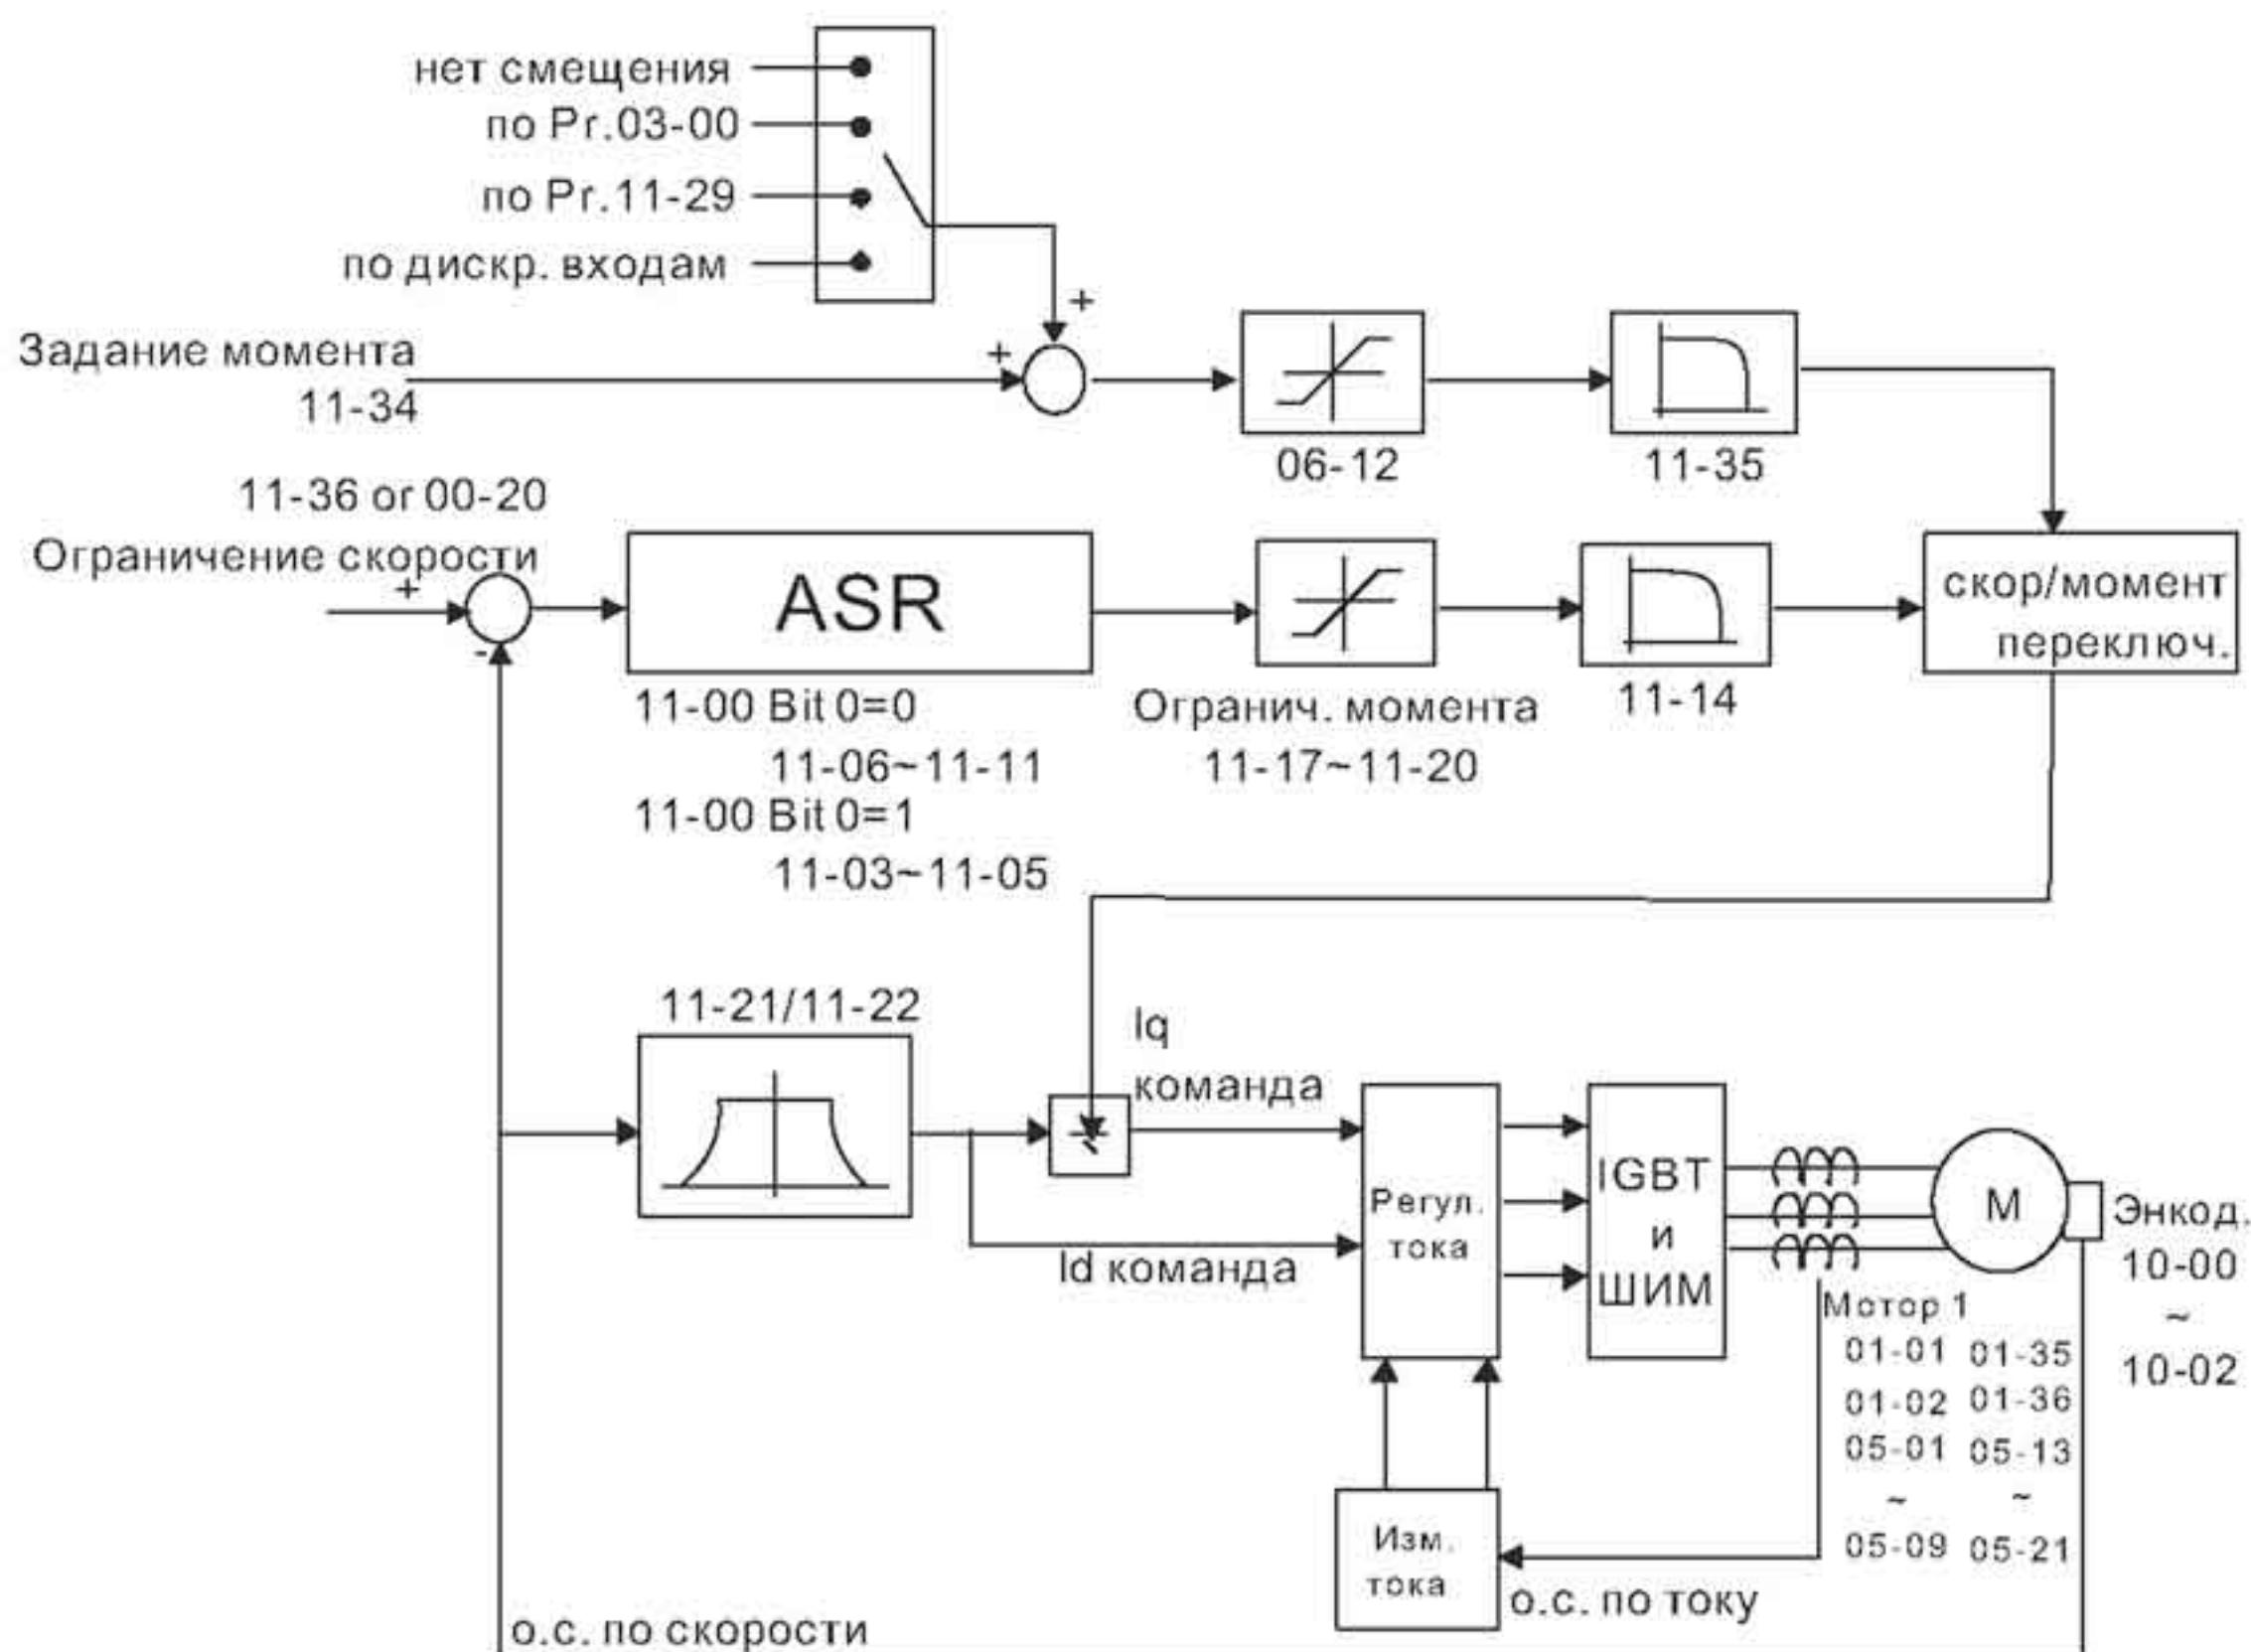 нет смещения
по Pr.03-00
по Pr.11-29
по дискр. входам
+
Задание момента
+
11-34
06-12
11-35
11-36 or 00-20
Ограничение скорости
+
-
ASR
скор/момент
переключ.
11-00 Bit 0=0
11-06~11-11
11-00 Bit 0=1
11-03~11-05
Огранич. момента
11-17~11-20
11-14
11-21/11-22
Iq
команда
Id команда
Регул.
тока
IGBT
и
ШИМ
M
Энкод.
10-00
~
10-02
Мотор 1
01-01 01-35
01-02 01-36
05-01 05-13
~ ~
05-09 05-21
Изм.
тока
о.с. по току
о.с. по скорости